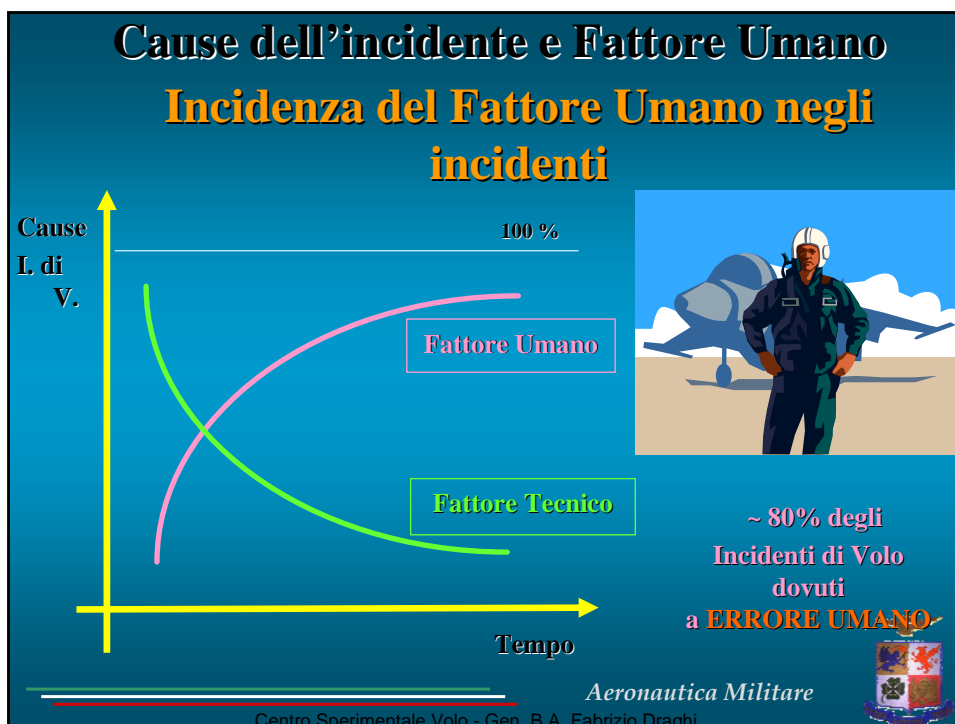 Cause dell'incidente e Fattore Umano
Incidenza del Fattore Umano negli
incidenti
Cause
I. di
V.
100 %
Fattore Umano
Fattore Tecnico
Tempo
~ 80% degli
Incidenti di Volo
dovuti
a ERRORE UMANO
Aeronautica Militare
Centro Sperimentale Volo - Gen. B.A. Fabrizio Draghi